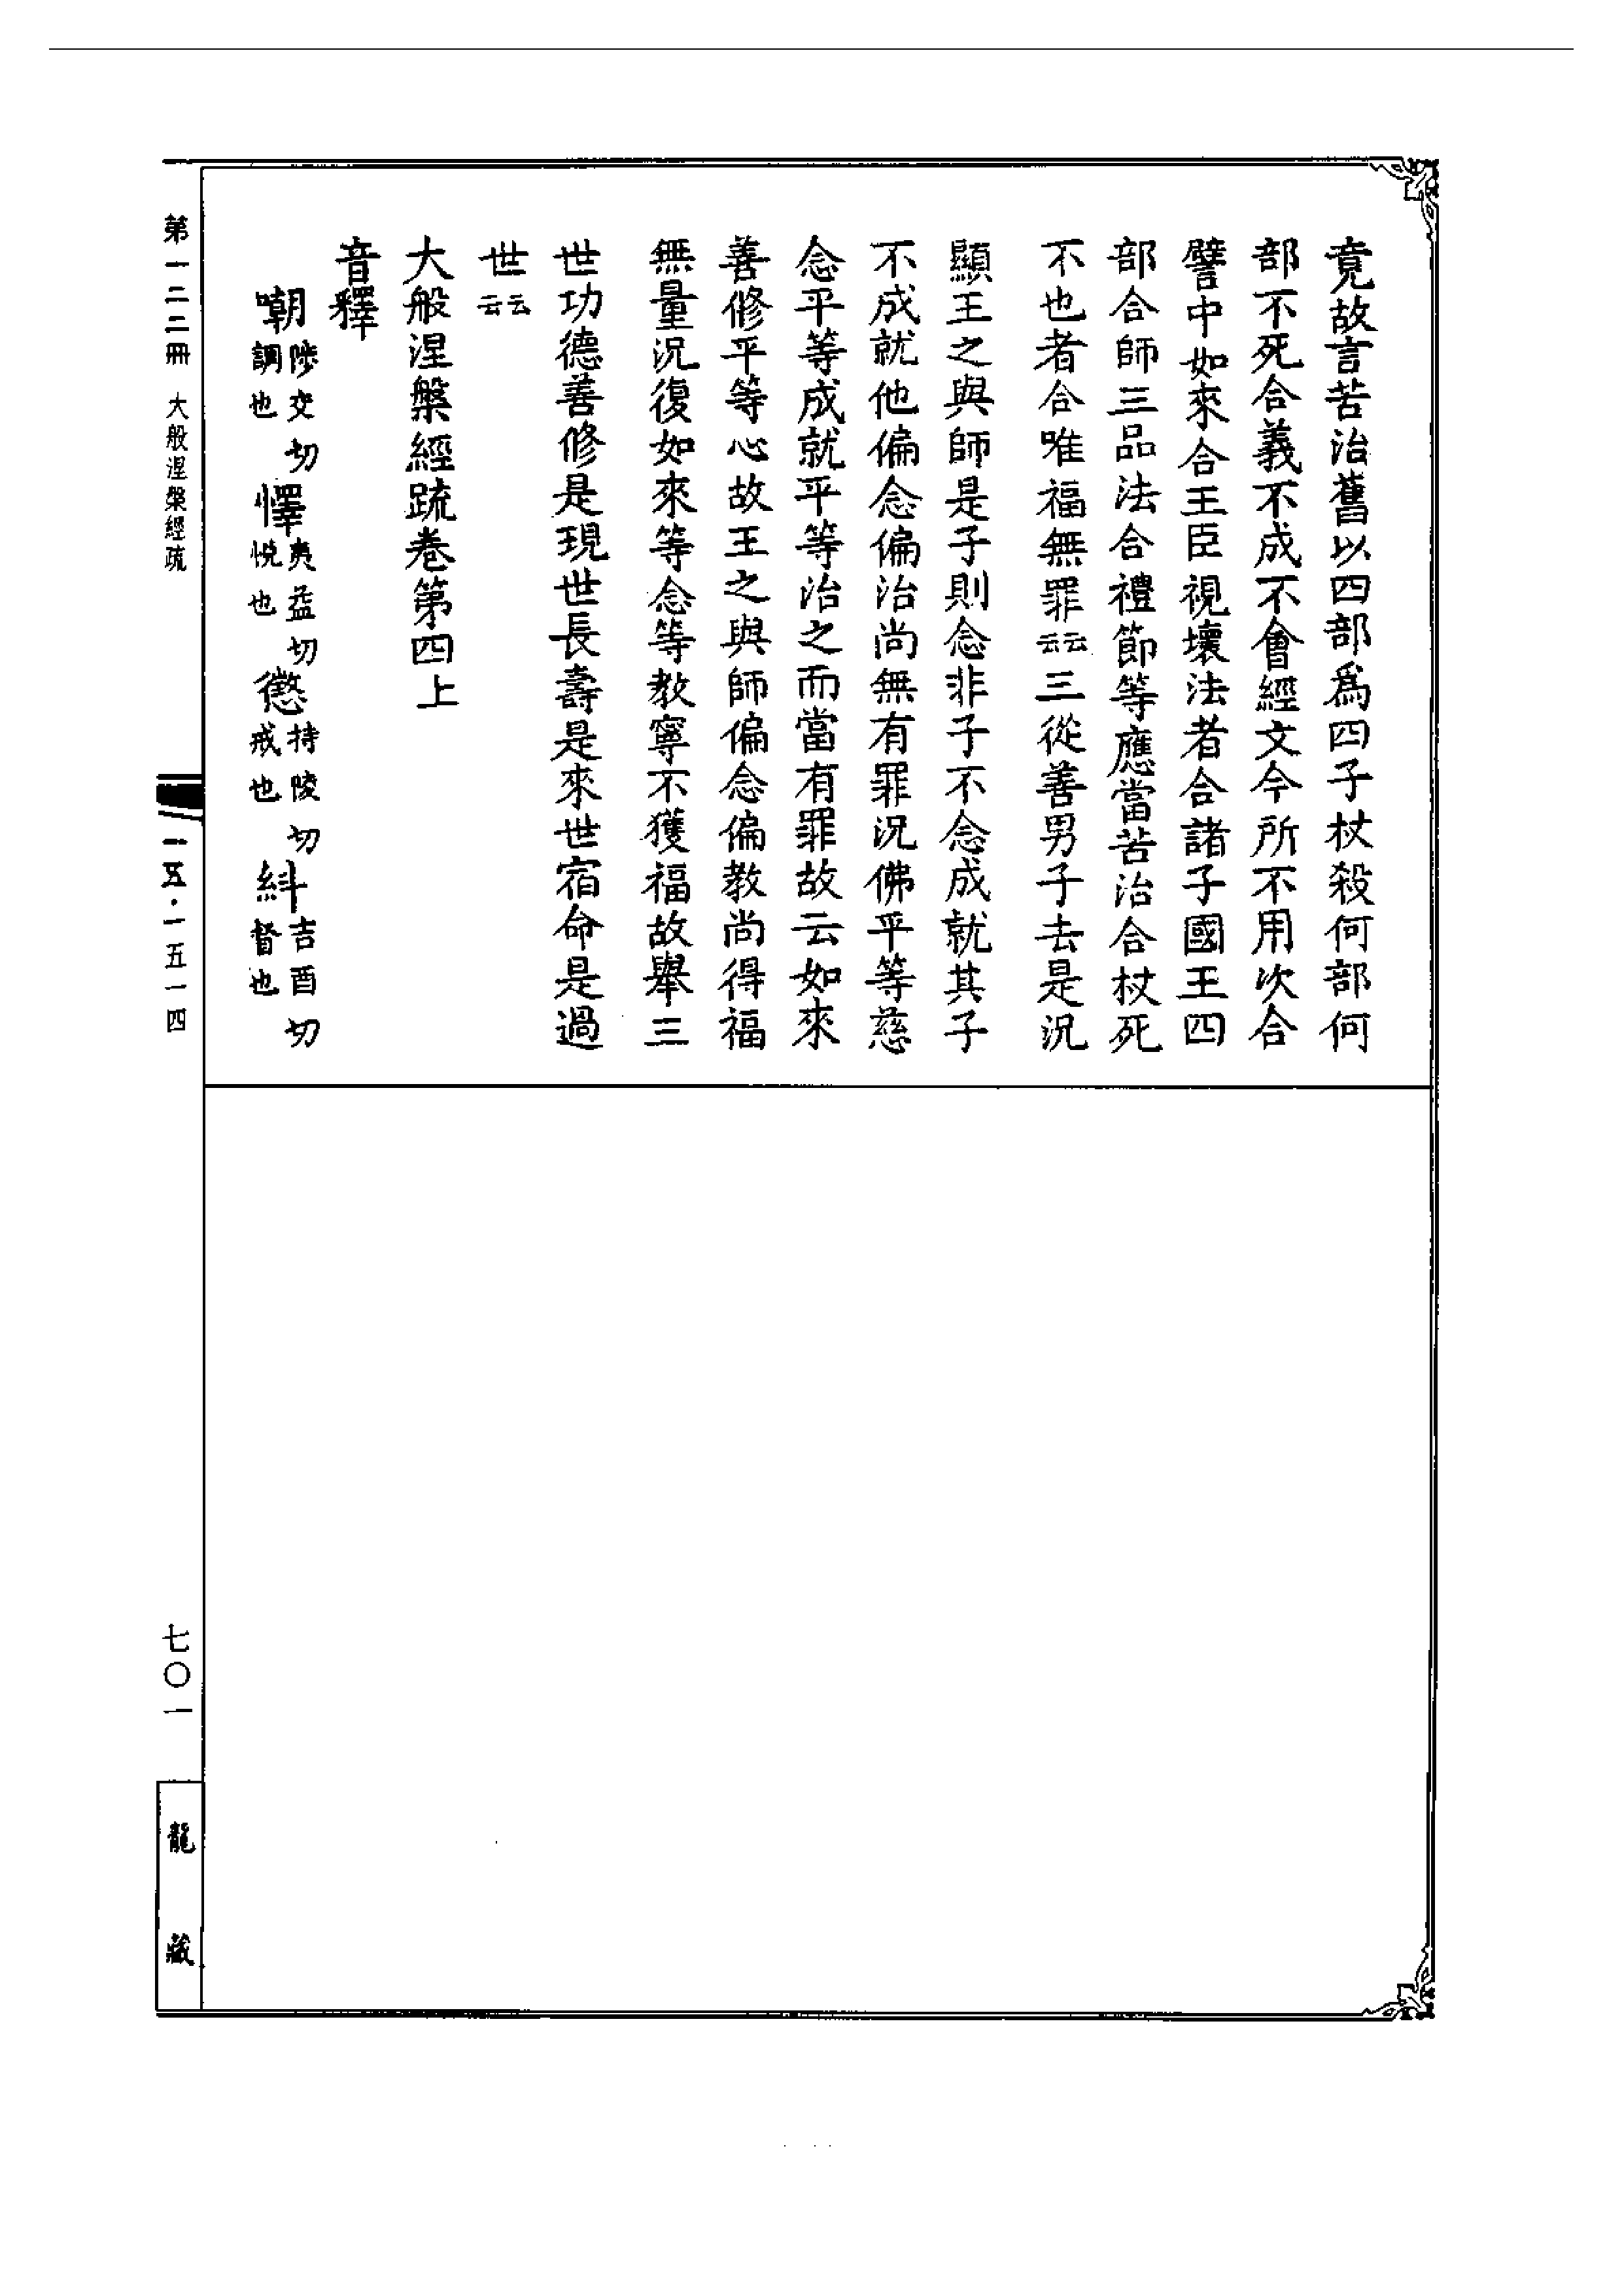 竟故言苦治舊以四部爲四子杖殺何部何
部不死合義不成不會經文今所不用次合
譬中如來合王臣視壞法者合諸子國王四
部合師三品法合禮節等應當苦治合杖死
不也者合唯福無罪云云三從善男子去是況
顯王之與師是子則念非子不念成就其子
不成就他偏念偏治尚無有罪況佛平等慈
念平等成就平等治之而當有罪故云如來
善修平等心故王之與師偏念偏教尚得福
無量況復如來等念等教寧不獲福故舉三
世功德善修是現世長壽是來世宿命是過
世云云
大般涅槃經疏卷第四上
音釋
嘲陟交切調也 懌夷益切悅也 懲持陵切戒也 糾吉酉切督也
第一二二冊 大般涅槃經疏 一五·一五一四 七〇一 龍藏